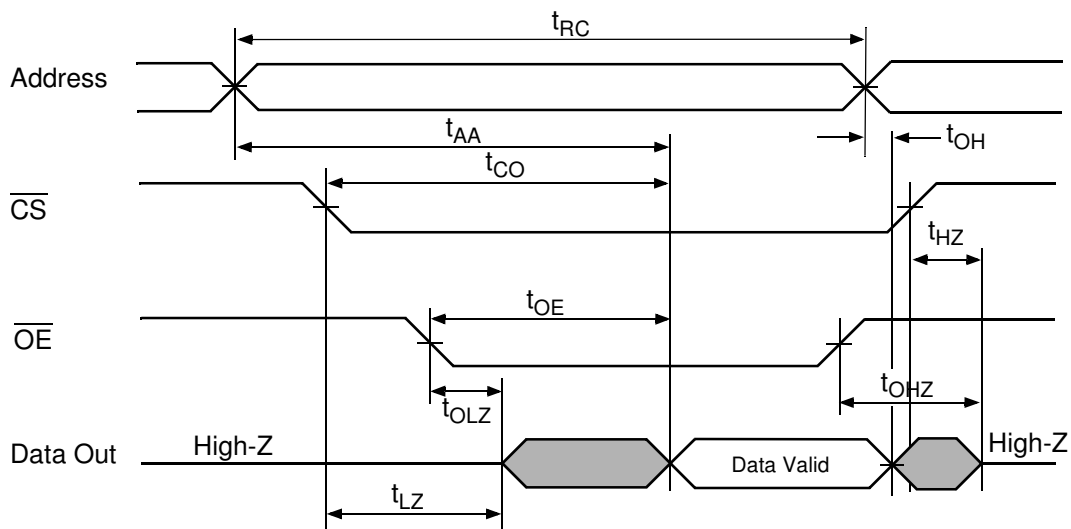 tRC
Address
tAA
tOH
tCO
CS
tHZ
tOE
OE
tOHZ
tOLZ
Data Out
High-Z
Data Valid
High-Z
tLZ